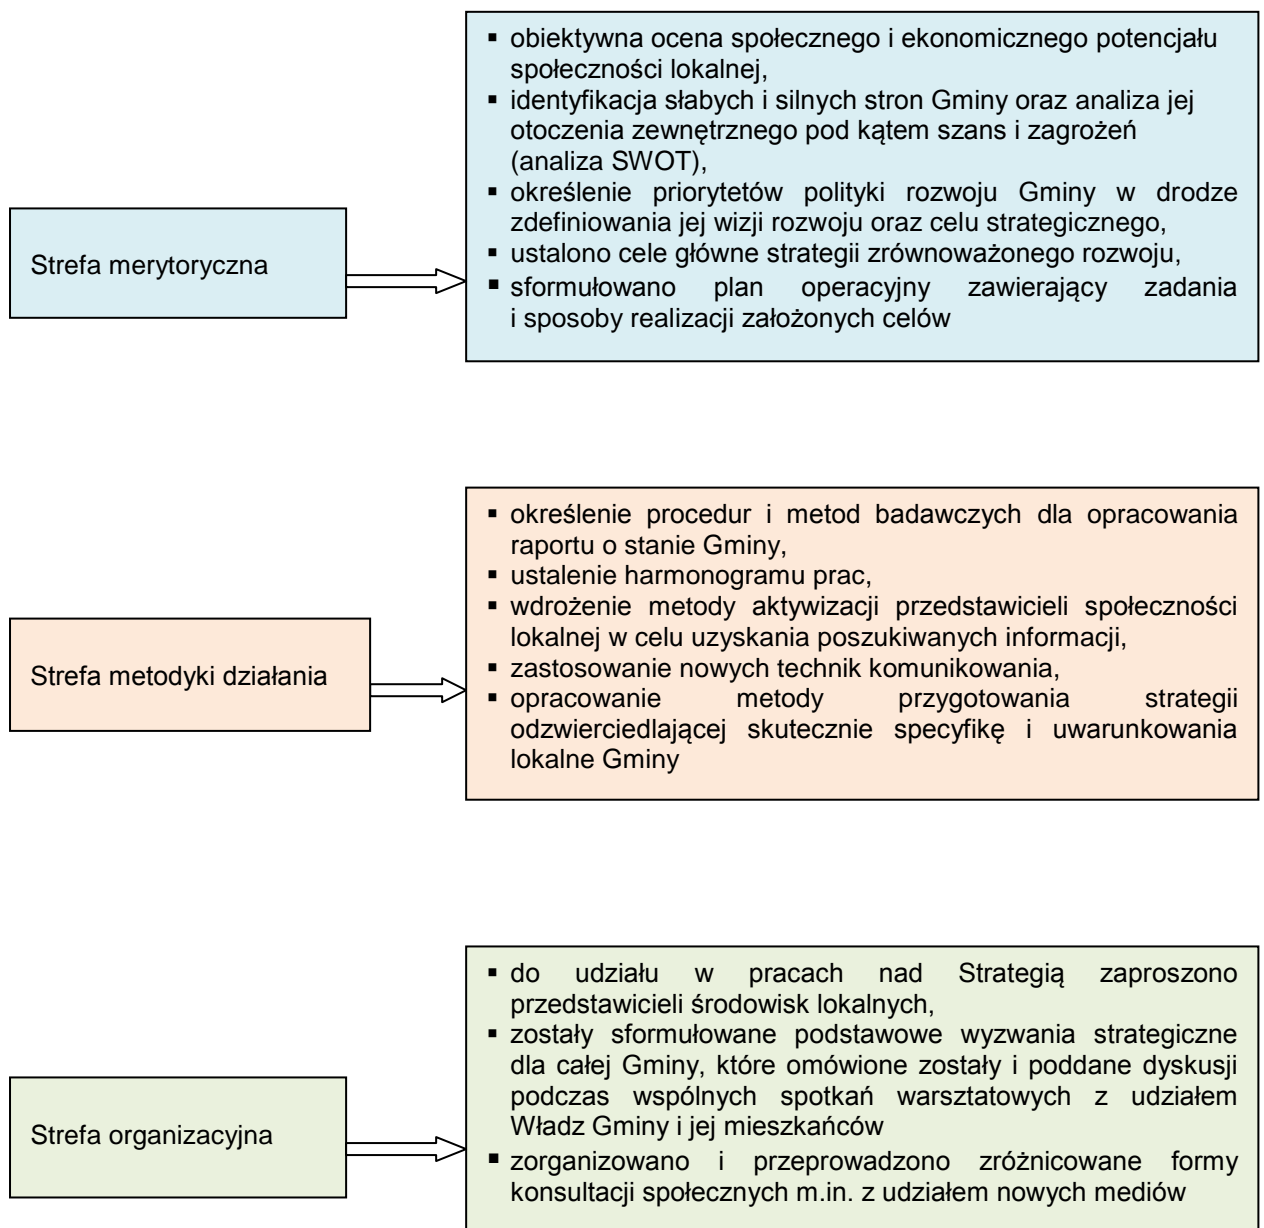 ▪ obiektywna ocena społecznego i ekonomicznego potencjału
społeczności lokalnej,
▪ identyfikacja słabych i silnych stron Gminy oraz analiza jej
otoczenia zewnętrznego pod kątem szans i zagrożeń
(analiza SWOT),
▪ określenie priorytetów polityki rozwoju Gminy w drodze
zdefiniowania jej wizji rozwoju oraz celu strategicznego,
▪ ustalono cele główne strategii zrównoważonego rozwoju,
▪ sformułowano plan operacyjny zawierający zadania
i sposoby realizacji założonych celów
Strefa merytoryczna
▪ określenie procedur i metod badawczych dla opracowania
raportu o stanie Gminy,
▪ ustalenie harmonogramu prac,
▪ wdrożenie metody aktywizacji przedstawicieli społeczności
lokalnej w celu uzyskania poszukiwanych informacji,
▪ zastosowanie nowych technik komunikowania,
▪ opracowanie metody przygotowania strategii
odzwierciedlającej skutecznie specyfikę i uwarunkowania
lokalne Gminy
Strefa metodyki działania
▪ do udziału w pracach nad Strategią zaproszono
przedstawicieli środowisk lokalnych,
▪ zostały sformułowane podstawowe wyzwania strategiczne
dla całej Gminy, które omówione zostały i poddane dyskusji
podczas wspólnych spotkań warsztatowych z udziałem
Władz Gminy i jej mieszkańców
▪ zorganizowano i przeprowadzono zróżnicowane formy
konsultacji społecznych m.in. z udziałem nowych mediów
Strefa organizacyjna